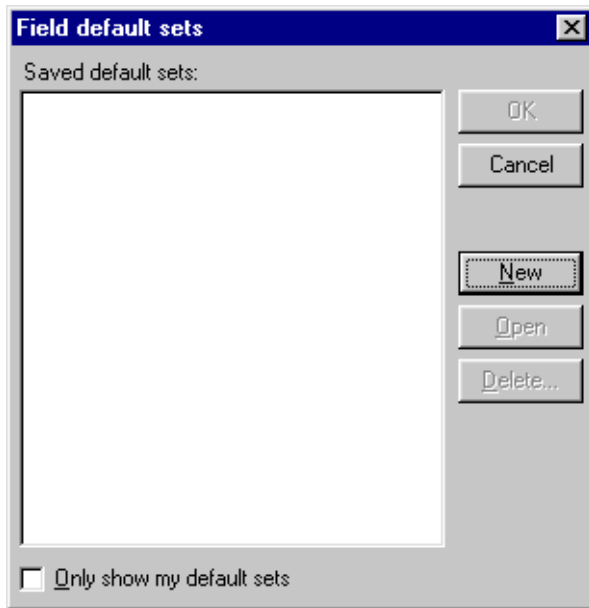 Field default sets
Saved default sets:
OK
Cancel
New
Open
Delete...
Only show my default sets